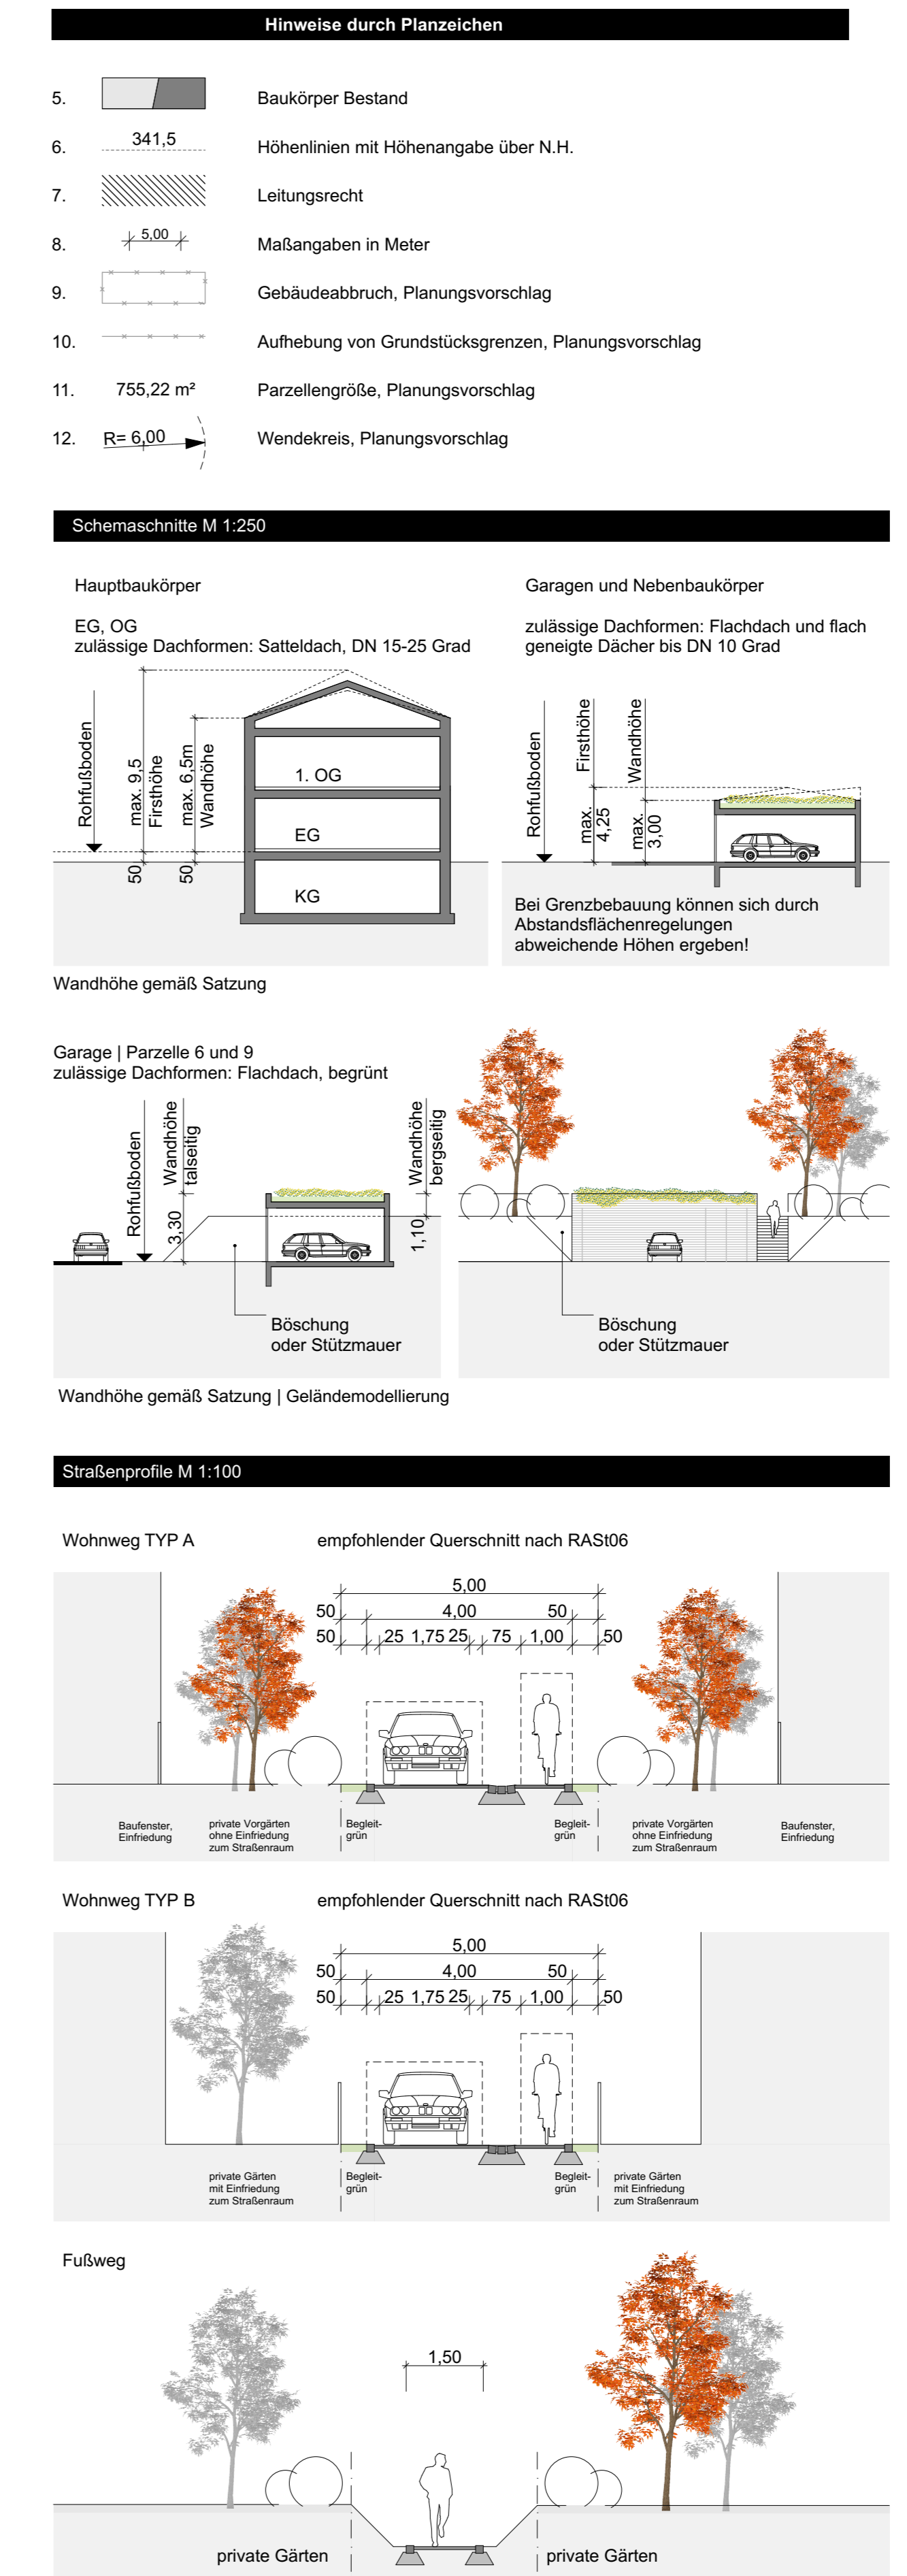 Hinweise durch Planzeichen
5. Baukörper Bestand
6. 341,5 Höhenlinien mit Höhenangabe über N.H.
7. Leitungsrecht
8. 5,00 Maßangaben in Meter
9. Gebäudeabbruch, Planungsvorschlag
10. Aufhebung von Grundstücksgrenzen, Planungsvorschlag
11. 755,22 m² Parzellengröße, Planungsvorschlag
12. R= 6,00 Wendekreis, Planungsvorschlag
Schemaschnitte M 1:250
Hauptbaukörper
EG, OG
zulässige Dachformen: Satteldach, DN 15-25 Grad
Rohfußboden
max. 9,5
Firsthöhe
max. 6,5m
Wandhöhe
50
50
1. OG
EG
KG
Garagen und Nebenbaukörper
zulässige Dachformen: Flachdach und flach
geneigte Dächer bis DN 10 Grad
Rohfußboden
Firsthöhe
max.
4,25
Wandhöhe
max.
3,00
Bei Grenzbebauung können sich durch
Abstandsflächenregelungen
abweichende Höhen ergeben!
Wandhöhe gemäß Satzung
Garage | Parzelle 6 und 9
zulässige Dachformen: Flachdach, begrünt
Rohfußboden
Wandhöhe
talseitig
3,30
Wandhöhe
bergseitig
1,10
Böschung
oder Stützmauer
Böschung
oder Stützmauer
Wandhöhe gemäß Satzung | Geländemodellierung
Straßenprofile M 1:100
Wohnweg TYP A empfohlender Querschnitt nach RASt06
5,00
50 4,00 50
50 25 1,75 25 75 1,00 50
Baufenster,
Einfriedung
private Vorgärten
ohne Einfriedung
zum Straßenraum
Begleit-
grün
Begleit-
grün
private Vorgärten
ohne Einfriedung
zum Straßenraum
Baufenster,
Einfriedung
Wohnweg TYP B empfohlender Querschnitt nach RASt06
5,00
50 4,00 50
50 25 1,75 25 75 1,00 50
private Gärten
mit Einfriedung
zum Straßenraum
Begleit-
grün
Begleit-
grün
private Gärten
mit Einfriedung
zum Straßenraum
Fußweg
1,50
private Gärten
private Gärten